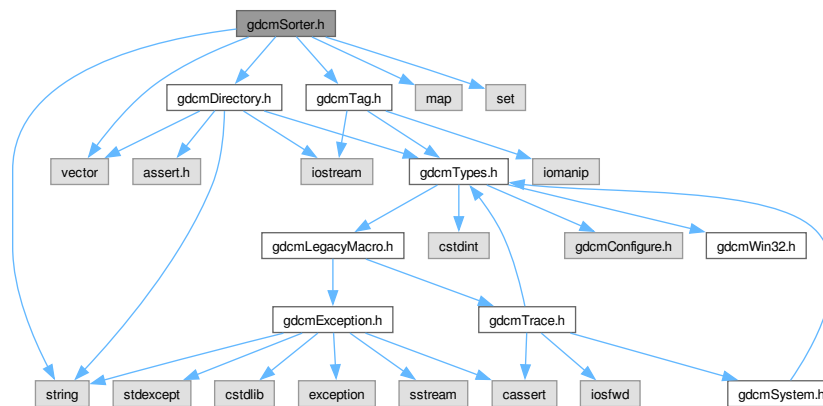 gdcmSorter.h
gdcmDirectory.h
gdcmTag.h
map
set
vector
assert.h
iostream
gdcmTypes.h
iomanip
gdcmLegacyMacro.h
cstdint
gdcmConfigure.h
gdcmWin32.h
gdcmException.h
gdcmTrace.h
string
stdexcept
cstdlib
exception
sstream
cassert
iosfwd
gdcmSystem.h